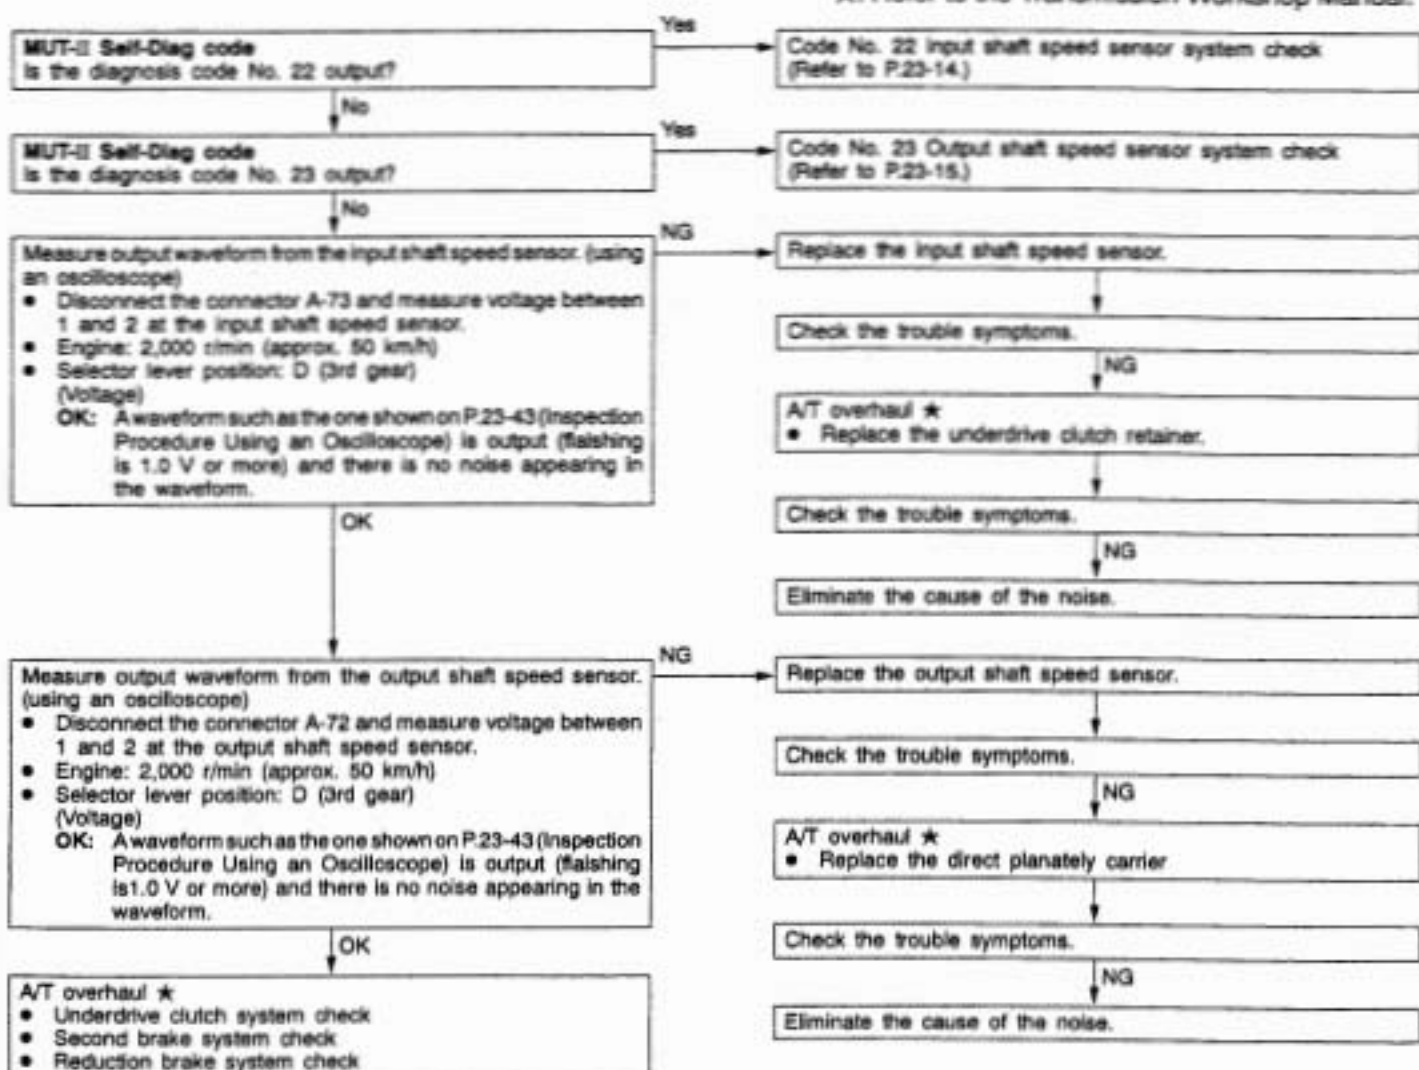 ★: Refer to the Transmission Workshop Manual.
MUT-II Self-Diag code
Is the diagnosis code No. 22 output?
Yes
Code No. 22 Input shaft speed sensor system check
(Refer to P.23-14.)
No
MUT-II Self-Diag code
Is the diagnosis code No. 23 output?
Yes
Code No. 23 Output shaft speed sensor system check
(Refer to P.23-15.)
No
Measure output waveform from the input shaft speed sensor. (using
an oscilloscope)
● Disconnect the connector A-73 and measure voltage between
1 and 2 at the input shaft speed sensor.
● Engine: 2,000 r/min (approx. 50 km/h)
● Selector lever position: D (3rd gear)
(Voltage)
OK: A waveform such as the one shown on P.23-43 (Inspection
Procedure Using an Oscilloscope) is output (flaishing
is 1.0 V or more) and there is no noise appearing in
the waveform.
NG
Replace the input shaft speed sensor.
Check the trouble symptoms.
NG
A/T overhaul ★
● Replace the underdrive clutch retainer.
Check the trouble symptoms.
NG
Eliminate the cause of the noise.
OK
Measure output waveform from the output shaft speed sensor.
(using an oscilloscope)
● Disconnect the connector A-72 and measure voltage between
1 and 2 at the output shaft speed sensor.
● Engine: 2,000 r/min (approx. 50 km/h)
● Selector lever position: D (3rd gear)
(Voltage)
OK: A waveform such as the one shown on P.23-43 (Inspection
Procedure Using an Oscilloscope) is output (flaishing
is1.0 V or more) and there is no noise appearing in the
waveform.
NG
Replace the output shaft speed sensor.
Check the trouble symptoms.
NG
A/T overhaul ★
● Replace the direct planately carrier
Check the trouble symptoms.
NG
Eliminate the cause of the noise.
OK
A/T overhaul ★
● Underdrive clutch system check
● Second brake system check
● Reduction brake system check